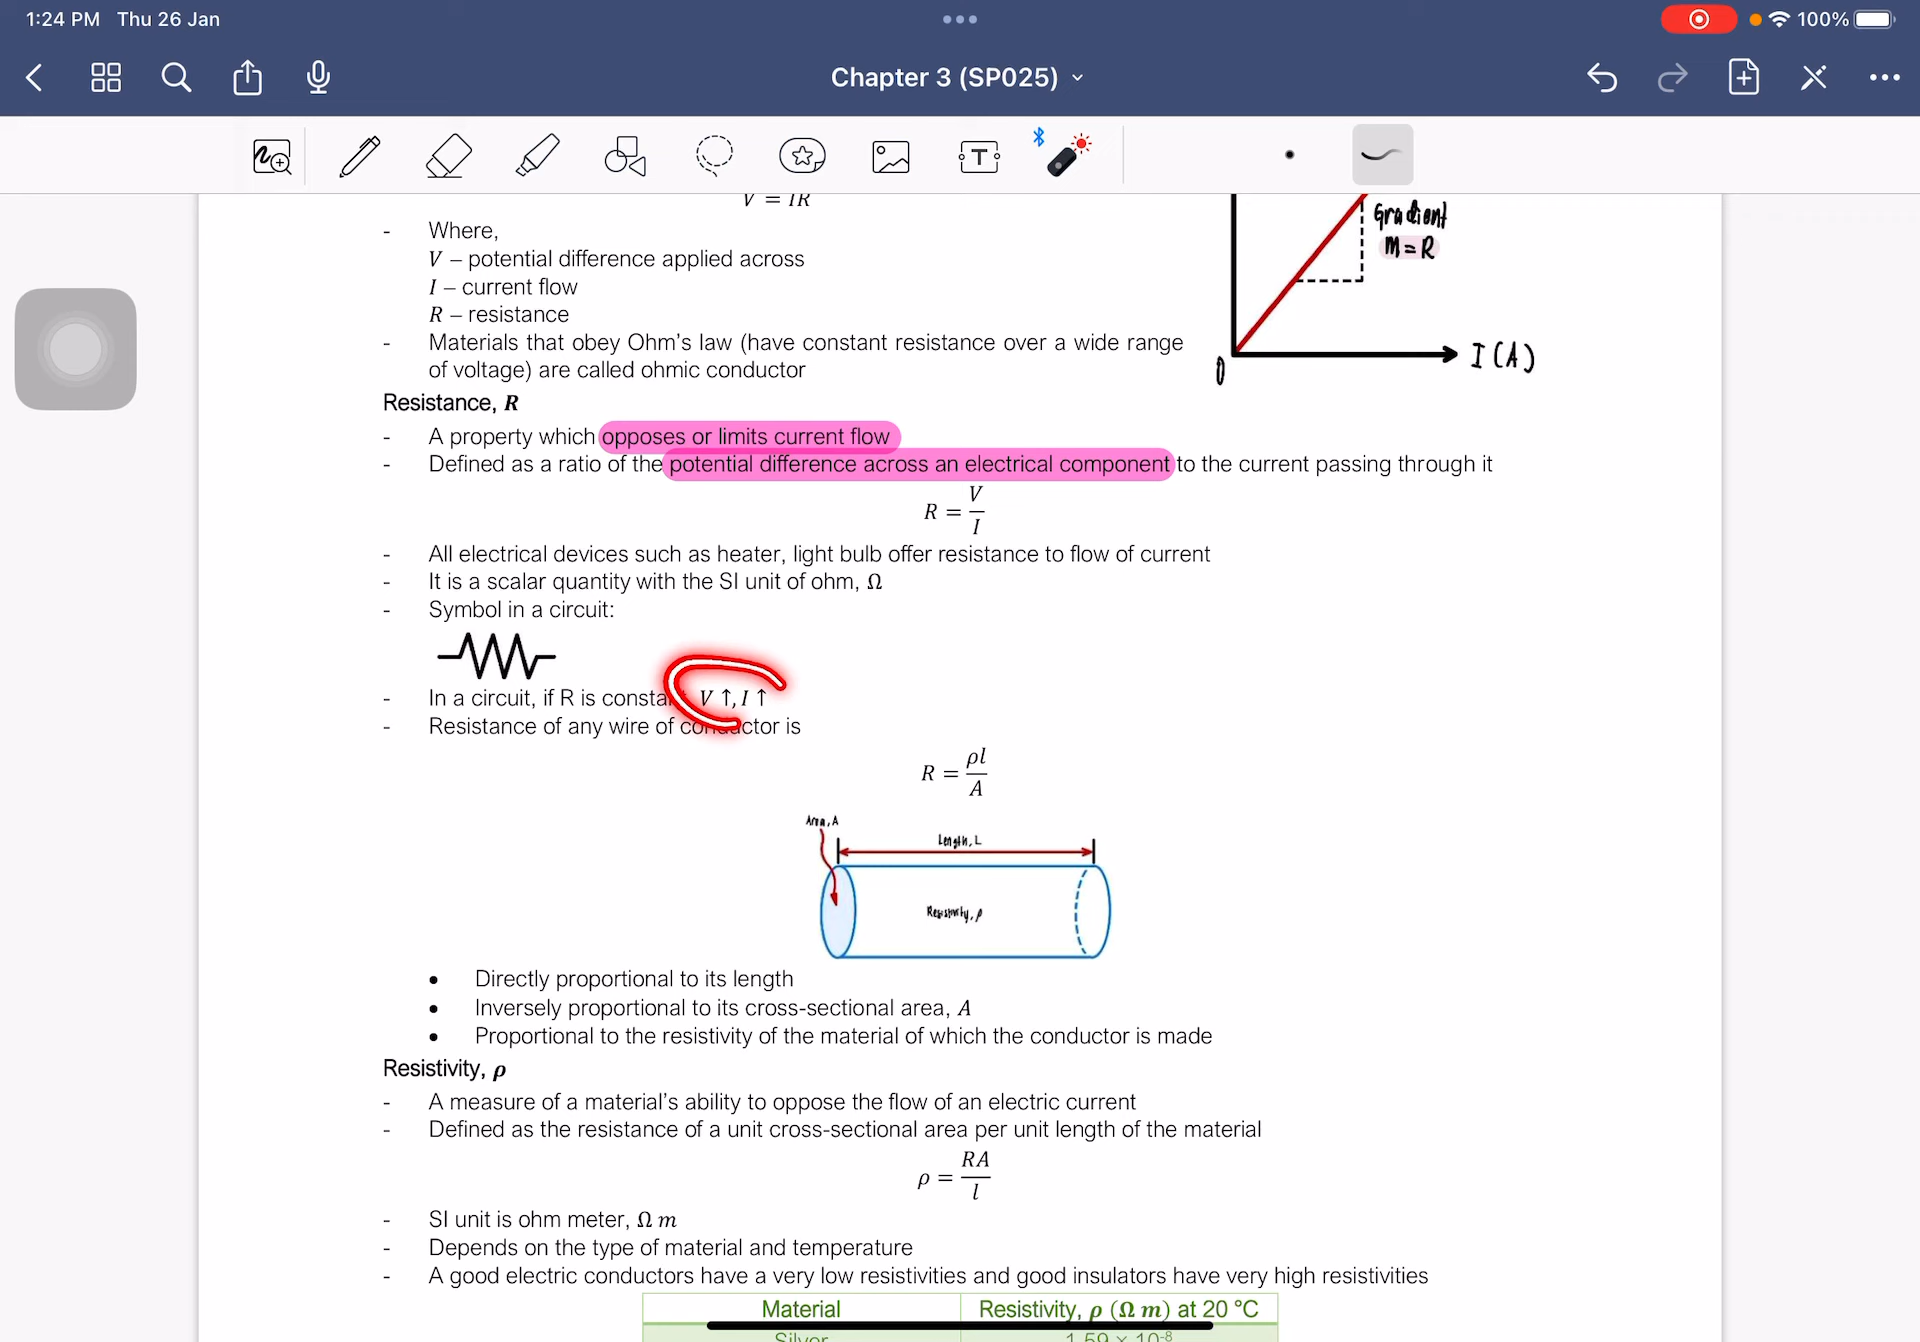 1:24 PM Thu 26 Jan
100%
Chapter 3 (SP025)
V = IR
- Where,
V – potential difference applied across
I – current flow
R – resistance
- Materials that obey Ohm's law (have constant resistance over a wide range
of voltage) are called ohmic conductor
Gradient
M = R
0
I (A)
Resistance, R
- A property which opposes or limits current flow
- Defined as a ratio of the potential difference across an electrical component to the current passing through it
R = V/I
- All electrical devices such as heater, light bulb offer resistance to flow of current
- It is a scalar quantity with the SI unit of ohm, Ω
- Symbol in a circuit:
- In a circuit, if R is constant, V ↑, I ↑
- Resistance of any wire of conductor is
R = ρl/A
Area, A
Length, L
Resistivity, ρ
• Directly proportional to its length
• Inversely proportional to its cross-sectional area, A
• Proportional to the resistivity of the material of which the conductor is made
Resistivity, ρ
- A measure of a material's ability to oppose the flow of an electric current
- Defined as the resistance of a unit cross-sectional area per unit length of the material
ρ = RA/l
- SI unit is ohm meter, Ω m
- Depends on the type of material and temperature
- A good electric conductors have a very low resistivities and good insulators have very high resistivities
Material Resistivity, ρ (Ω m) at 20 °C
Silver 1.59 × 10⁻⁸